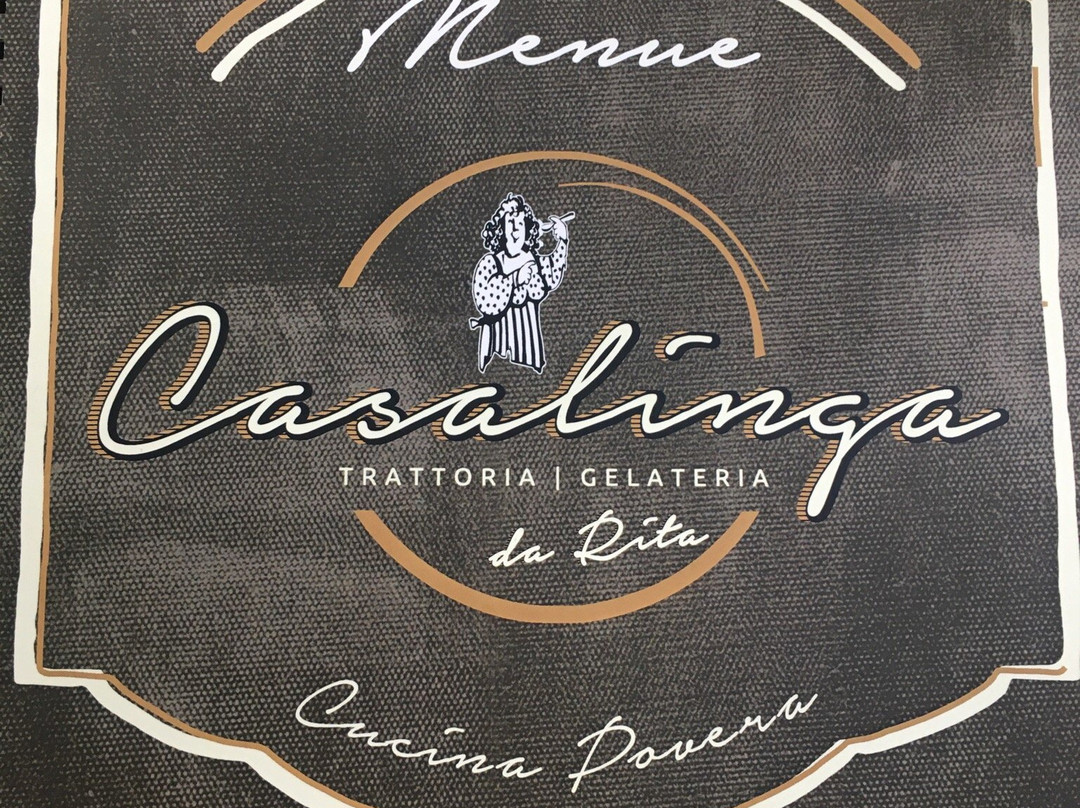 Menue
Casalinga
TRATTORIA | GELATERIA
da Rita
Cucina Povera